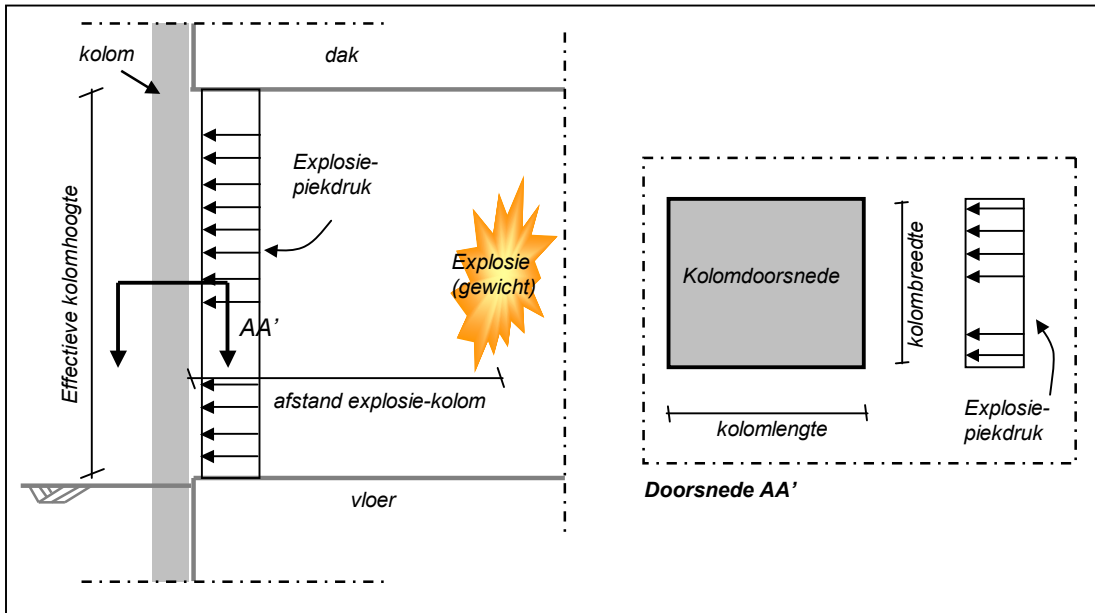 kolom
dak
Effectieve kolomhoogte
Explosie-
piekdruk
Explosie
(gewicht)
AA’
afstand explosie-kolom
vloer
Kolomdoorsnede
kolombreedte
kolomlengte
Explosie-
piekdruk
Doorsnede AA’